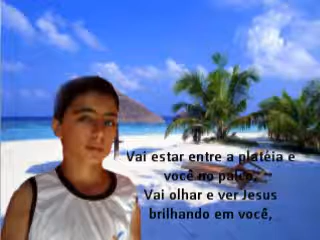 Vai estar entre a platéia e
você no palco,
Vai olhar e ver Jesus
brilhando em você,